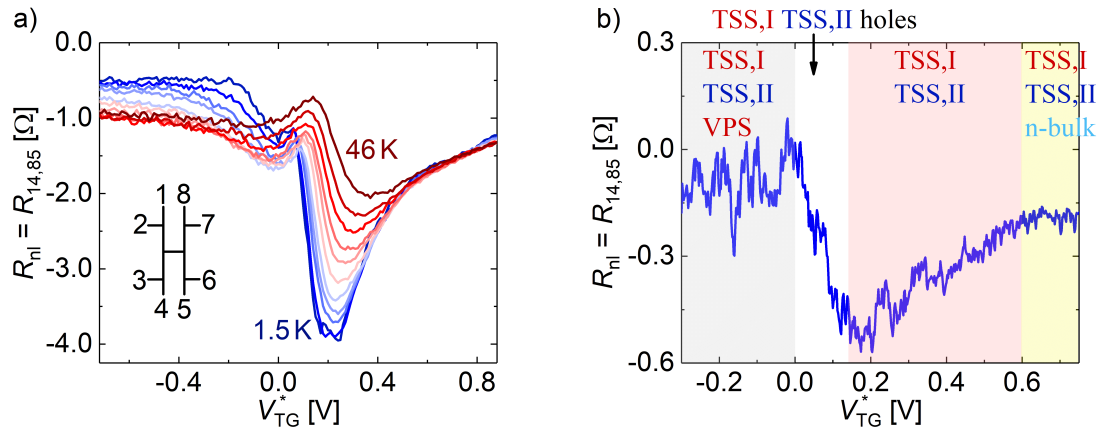 a)
0.0
-1.0
-2.0
-3.0
-4.0
R_nl = R_14,85 [Ω]
46 K
1.5 K
1 8
2 7
3 6
4 5
-0.4 0.0 0.4 0.8
V*_TG [V]
b)
TSS,I TSS,II holes
0.3
0.0
-0.3
-0.6
R_nl = R_14,85 [Ω]
TSS,I
TSS,II
VPS
TSS,I
TSS,II
TSS,I
TSS,II
n-bulk
-0.2 0.0 0.2 0.4 0.6
V*_TG [V]